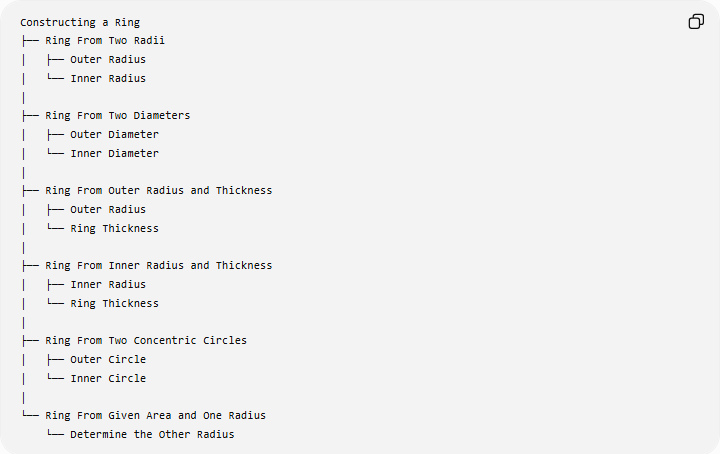 Constructing a Ring
├── Ring From Two Radii
│   ├── Outer Radius
│   └── Inner Radius
│
├── Ring From Two Diameters
│   ├── Outer Diameter
│   └── Inner Diameter
│
├── Ring From Outer Radius and Thickness
│   ├── Outer Radius
│   └── Ring Thickness
│
├── Ring From Inner Radius and Thickness
│   ├── Inner Radius
│   └── Ring Thickness
│
├── Ring From Two Concentric Circles
│   ├── Outer Circle
│   └── Inner Circle
│
└── Ring From Given Area and One Radius
    └── Determine the Other Radius